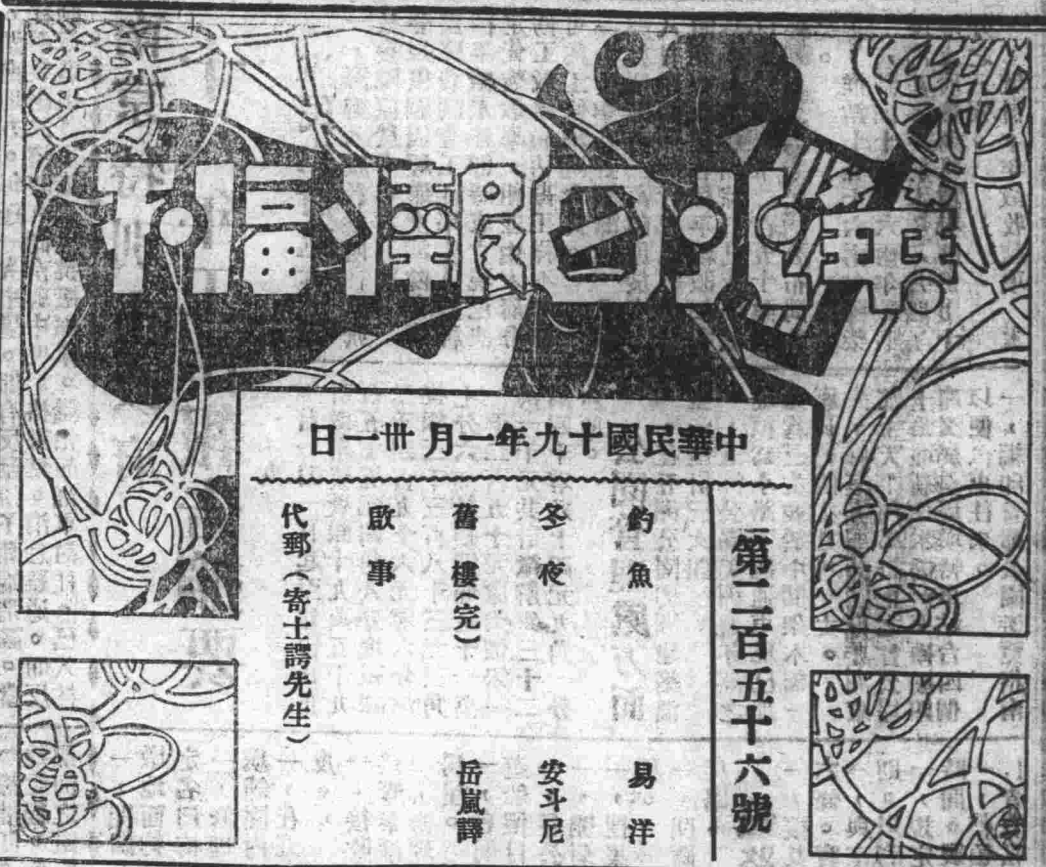 華北日報副刊
中華民國十九年一月卅一日
第二百五十六號
釣魚 易洋
冬夜 安斗尼
舊樓(完) 岳嵐譯
啟事
代郵(寄士諤先生)